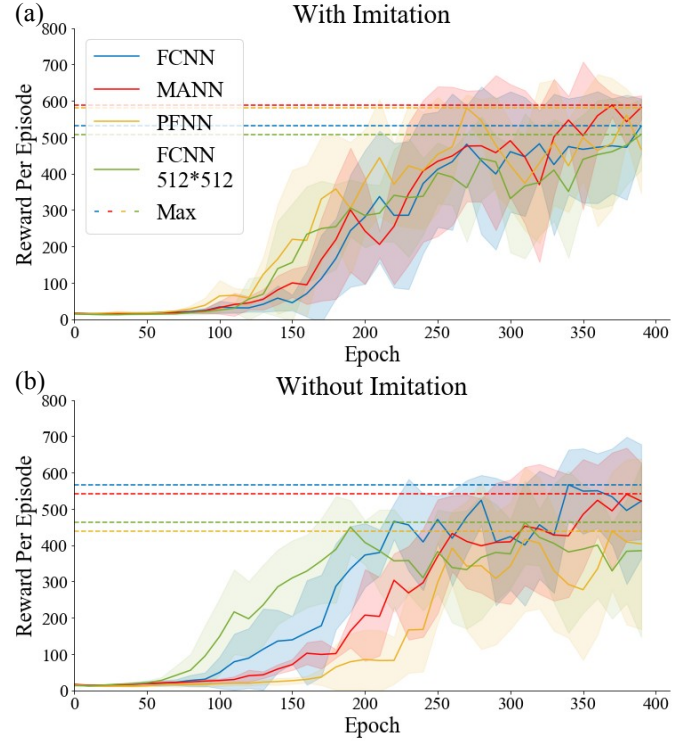 (a)
With Imitation
800
700
600
500
400
300
200
100
0
Reward Per Episode
FCNN
MANN
PFNN
FCNN
512*512
Max
0 50 100 150 200 250 300 350 400
Epoch
(b)
Without Imitation
800
700
600
500
400
300
200
100
0
Reward Per Episode
0 50 100 150 200 250 300 350 400
Epoch